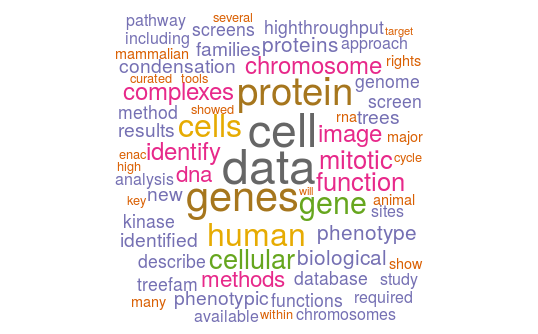 pathway several
screens highthroughput target
including families proteins approach
mammalian condensation chromosome rights
curated tools complexes protein genome
method showed screen
results cells cell rna trees
image major
enac identify data mitotic cycle
high dna function
analysis new genes will gene animal
key sites
kinase human phenotype
identified
describe cellular biological show
treefam methods database study
many phenotypic functions required
available within chromosomes